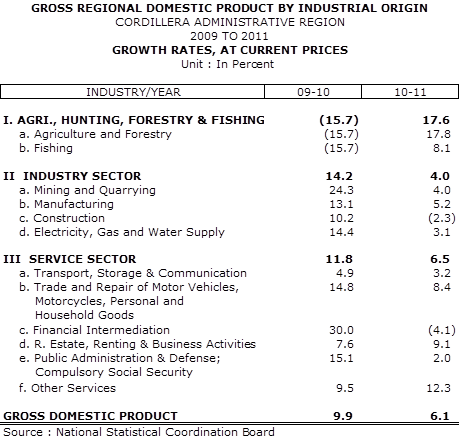 GROSS REGIONAL DOMESTIC PRODUCT BY INDUSTRIAL ORIGIN
CORDILLERA ADMINISTRATIVE REGION
2009 TO 2011
GROWTH RATES, AT CURRENT PRICES
Unit : In Percent
INDUSTRY/YEAR 09-10 10-11
I. AGRI., HUNTING, FORESTRY & FISHING (15.7) 17.6
a. Agriculture and Forestry (15.7) 17.8
b. Fishing (15.7) 8.1
II INDUSTRY SECTOR 14.2 4.0
a. Mining and Quarrying 24.3 4.0
b. Manufacturing 13.1 5.2
c. Construction 10.2 (2.3)
d. Electricity, Gas and Water Supply 14.4 3.1
III SERVICE SECTOR 11.8 6.5
a. Transport, Storage & Communication 4.9 3.2
b. Trade and Repair of Motor Vehicles, 14.8 8.4
Motorcycles, Personal and
Household Goods
c. Financial Intermediation 30.0 (4.1)
d. R. Estate, Renting & Business Activities 7.6 9.1
e. Public Administration & Defense; 15.1 2.0
Compulsory Social Security
f. Other Services 9.5 12.3
GROSS DOMESTIC PRODUCT 9.9 6.1
Source : National Statistical Coordination Board